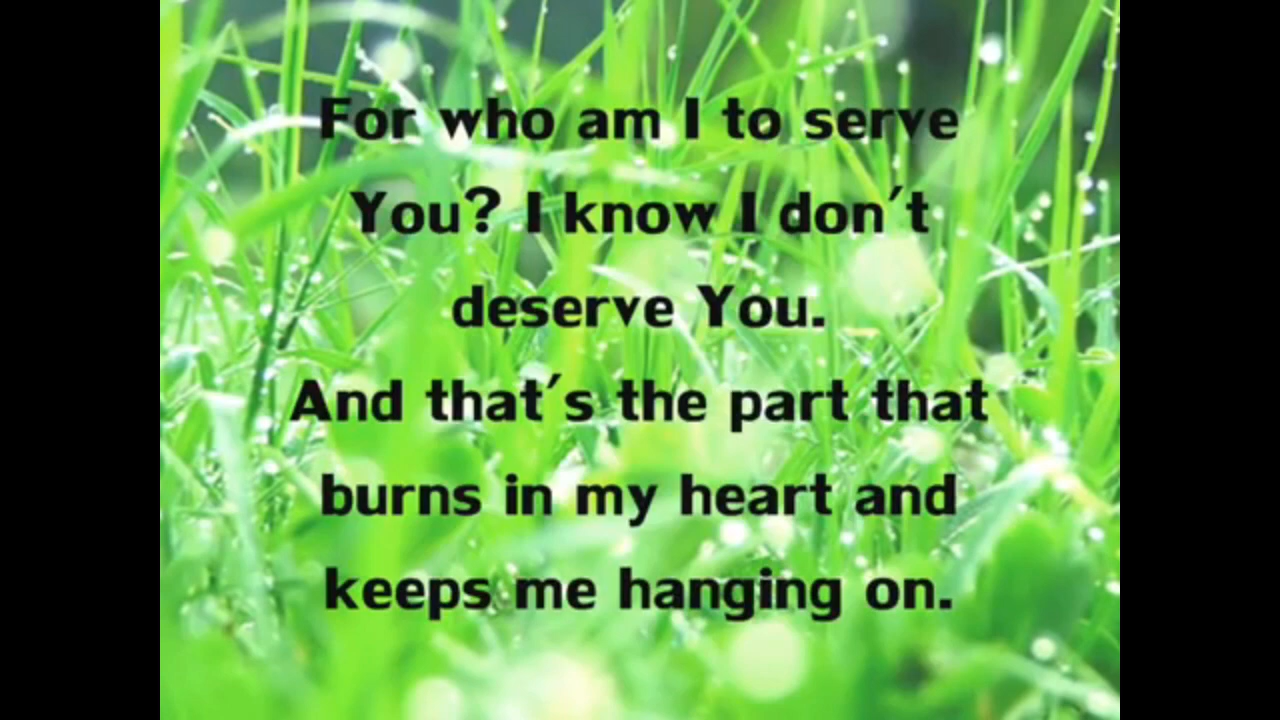 For who am I to serve
You? I know I don't
deserve You.
And that's the part that
burns in my heart and
keeps me hanging on.